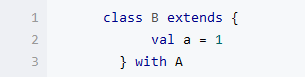 1 class B extends {
2 val a = 1
3 } with A